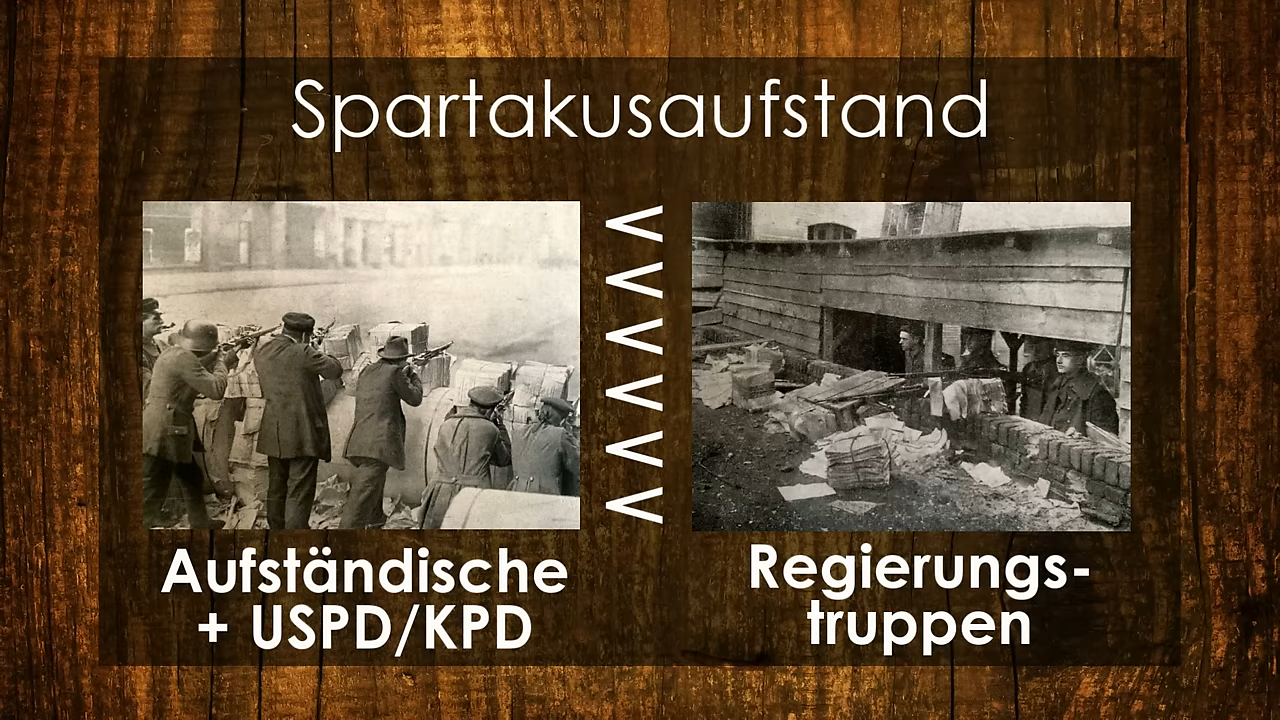 Spartakusaufstand
<
<
<
<
<
<
Aufständische
+ USPD/KPD
Regierungs-
truppen